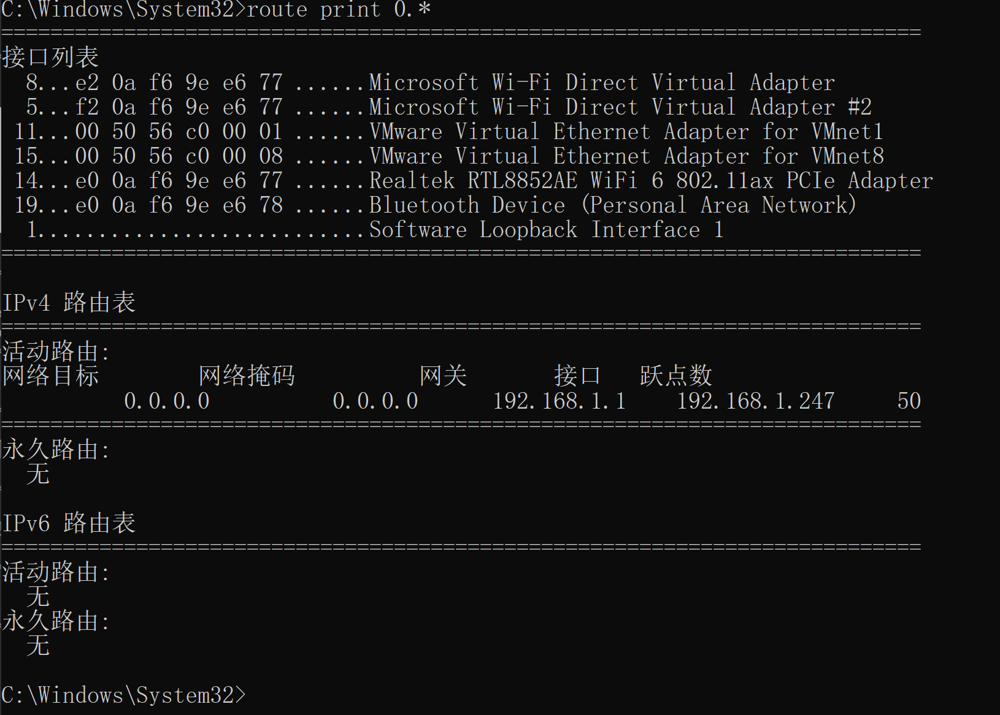 C:\Windows\System32>route print 0.*
===========================================================================
接口列表
  8...e2 0a f6 9e e6 77 ......Microsoft Wi-Fi Direct Virtual Adapter
  5...f2 0a f6 9e e6 77 ......Microsoft Wi-Fi Direct Virtual Adapter #2
 11...00 50 56 c0 00 01 ......VMware Virtual Ethernet Adapter for VMnet1
 15...00 50 56 c0 00 08 ......VMware Virtual Ethernet Adapter for VMnet8
 14...e0 0a f6 9e e6 77 ......Realtek RTL8852AE WiFi 6 802.11ax PCIe Adapter
 19...e0 0a f6 9e e6 78 ......Bluetooth Device (Personal Area Network)
  1...........................Software Loopback Interface 1
===========================================================================
IPv4 路由表
===========================================================================
活动路由:
网络目标        网络掩码          网关       接口   跃点数
          0.0.0.0          0.0.0.0      192.168.1.1    192.168.1.247     50
===========================================================================
永久路由:
  无
IPv6 路由表
===========================================================================
活动路由:
  无
永久路由:
  无
C:\Windows\System32>